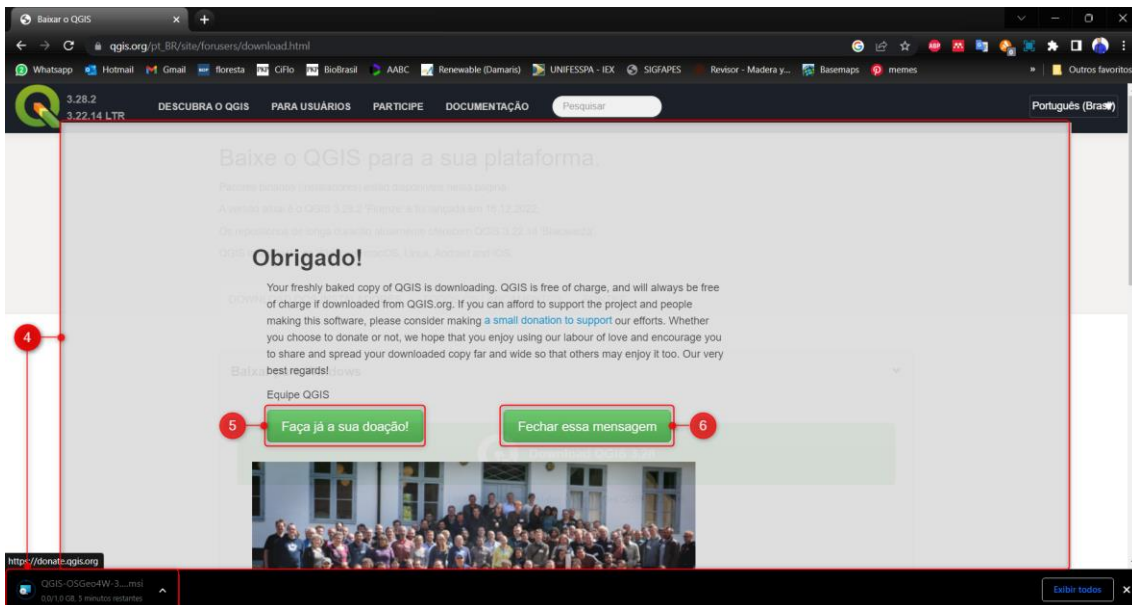 Baixar o QGIS
qgis.org/pt_BR/site/forusers/download.html
Whatsapp Hotmail Gmail floresta CiFlo BioBrasil AABC Renewable (Damaris) UNIFESSPA - IEX SIGFAPES Revisor - Madera y... Basemaps memes » Outros favoritos
3.28.2
3.22.14 LTR
DESCUBRA O QGIS PARA USUÁRIOS PARTICIPE DOCUMENTAÇÃO Pesquisar Português (Brasil)
Baixe o QGIS para a sua plataforma.
Obrigado!
Your freshly baked copy of QGIS is downloading. QGIS is free of charge, and will always be free
of charge if downloaded from QGIS.org. If you can afford to support the project and people
making this software, please consider making a small donation to support our efforts. Whether
you choose to donate or not, we hope that you enjoy using our labour of love and encourage you
to share and spread your downloaded copy far and wide so that others may enjoy it too. Our very
best regards!
Equipe QGIS
4
5 Faça já a sua doação! Fechar essa mensagem 6
Download QGIS 3.28
https://donate.qgis.org
QGIS-OSGeo4W-3....msi
0,0/1,0 GB, 5 minutos restantes
Exibir todos